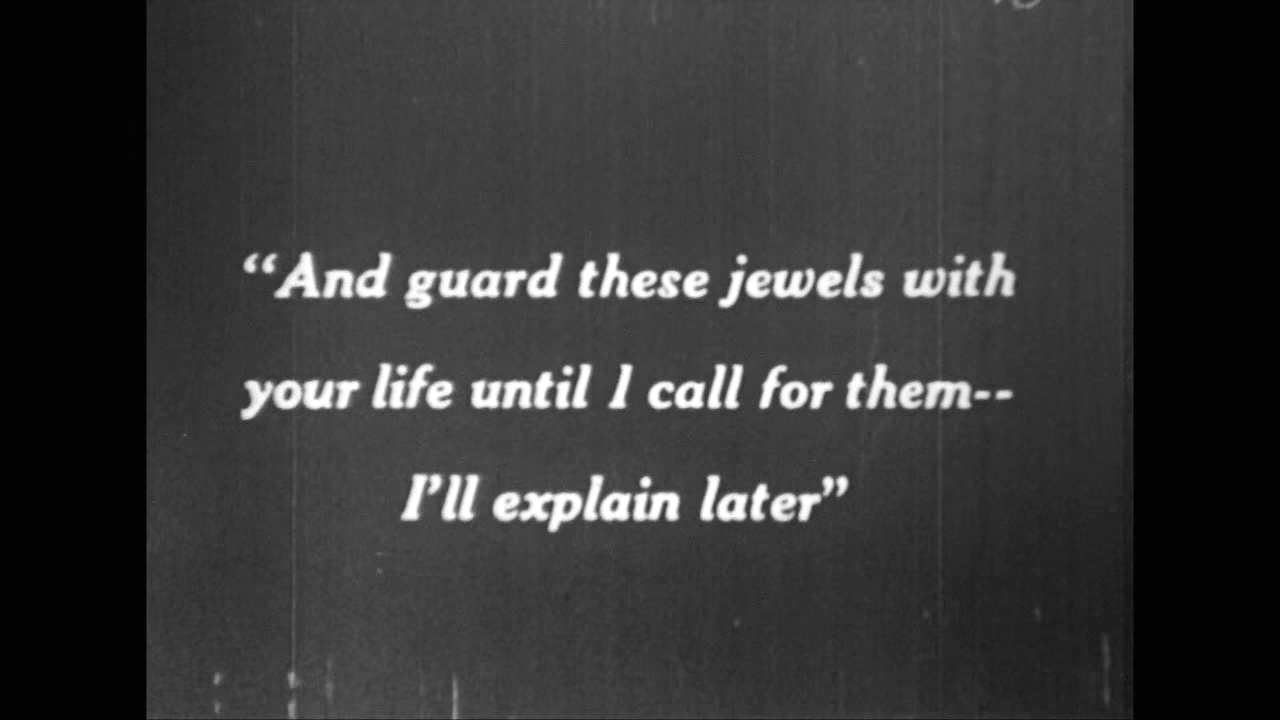 “And guard these jewels with
your life until I call for them--
I’ll explain later”